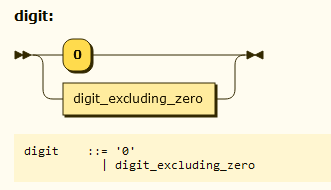 digit:
0
digit_excluding_zero
digit    ::= '0'
           | digit_excluding_zero